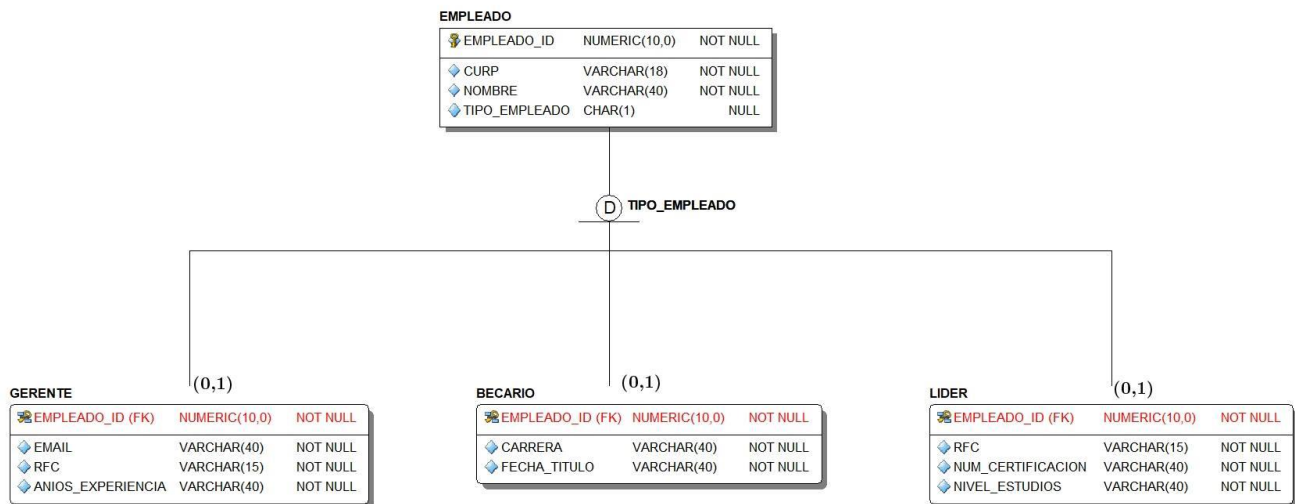 EMPLEADO
EMPLEADO_ID NUMERIC(10,0) NOT NULL
CURP VARCHAR(18) NOT NULL
NOMBRE VARCHAR(40) NOT NULL
TIPO_EMPLEADO CHAR(1) NULL
D TIPO_EMPLEADO
(0,1)
GERENTE
EMPLEADO_ID (FK) NUMERIC(10,0) NOT NULL
EMAIL VARCHAR(40) NOT NULL
RFC VARCHAR(15) NOT NULL
ANIOS_EXPERIENCIA VARCHAR(40) NOT NULL
(0,1)
BECARIO
EMPLEADO_ID (FK) NUMERIC(10,0) NOT NULL
CARRERA VARCHAR(40) NOT NULL
FECHA_TITULO VARCHAR(40) NOT NULL
(0,1)
LIDER
EMPLEADO_ID (FK) NUMERIC(10,0) NOT NULL
RFC VARCHAR(15) NOT NULL
NUM_CERTIFICACION VARCHAR(40) NOT NULL
NIVEL_ESTUDIOS VARCHAR(40) NOT NULL